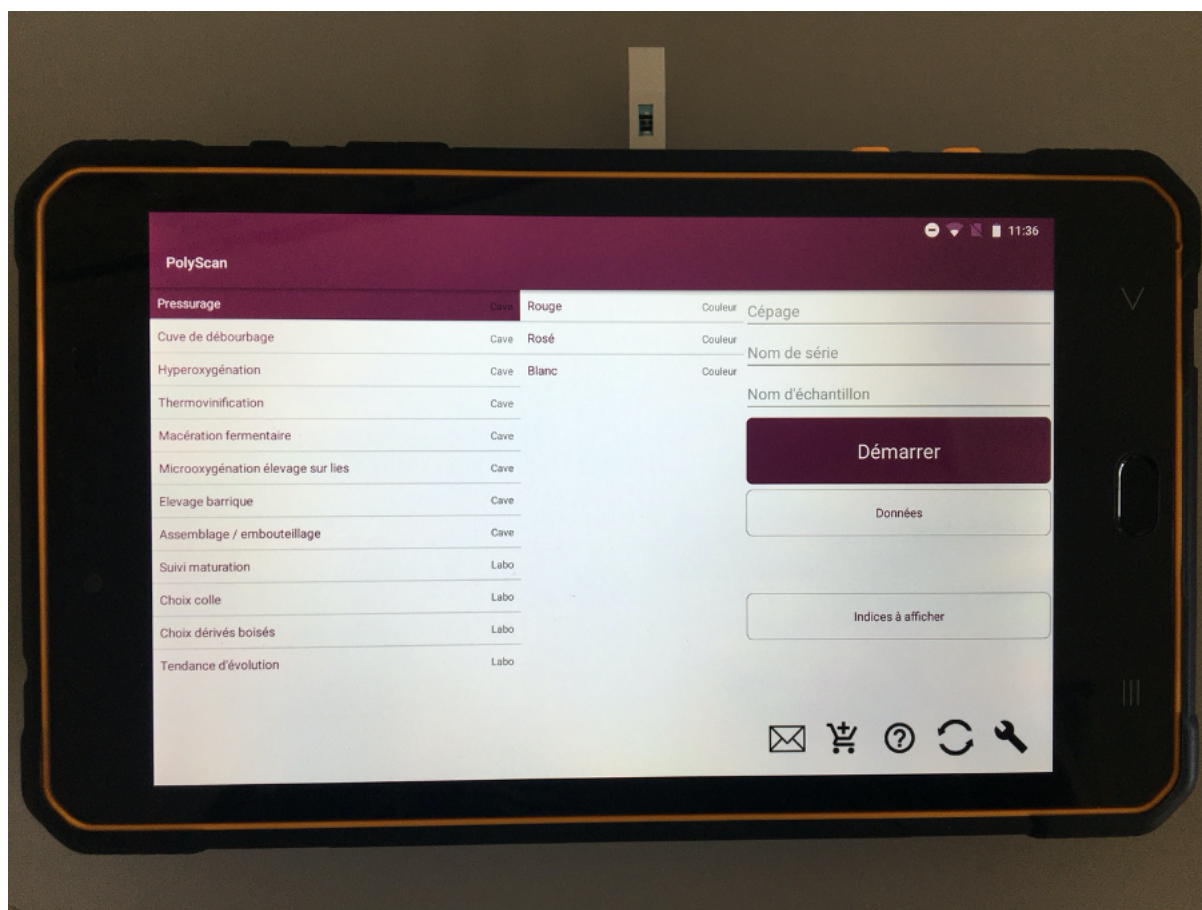 11:36
PolyScan
Pressurage Cave
Cuve de débourbage Cave
Hyperoxygénation Cave
Thermovinification Cave
Macération fermentaire Cave
Microoxygénation élevage sur lies Cave
Elevage barrique Cave
Assemblage / embouteillage Cave
Suivi maturation Labo
Choix colle Labo
Choix dérivés boisés Labo
Tendance d'évolution Labo
Rouge Couleur
Rosé Couleur
Blanc Couleur
Cépage
Nom de série
Nom d'échantillon
Démarrer
Données
Indices à afficher